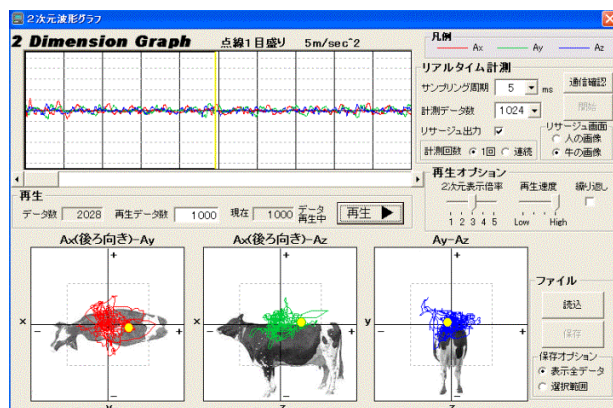 2次元波形グラフ
2 Dimension Graph 点線1目盛り 5m/sec^2
凡例
Ax Ay Az
リアルタイム計測
サンプリング周期 5 ms 通信確認
計測データ数 1024 開始
リサージュ出力
リサージュ画面
人の画像
牛の画像
計測回数 1回 連続
再生オプション
2次元表示倍率 再生速度 繰り返し
1 2 3 4 5 Low High
再生
データ数 2028 再生データ数 1000 現在 1000 データ再生中 再生
Ax(後ろ向き)-Ay Ax(後ろ向き)-Az Ay-Az
+ + +
x - + x - + y - +
- - -
y z z
ファイル
読込
保存
保存オプション
表示全データ
選択範囲